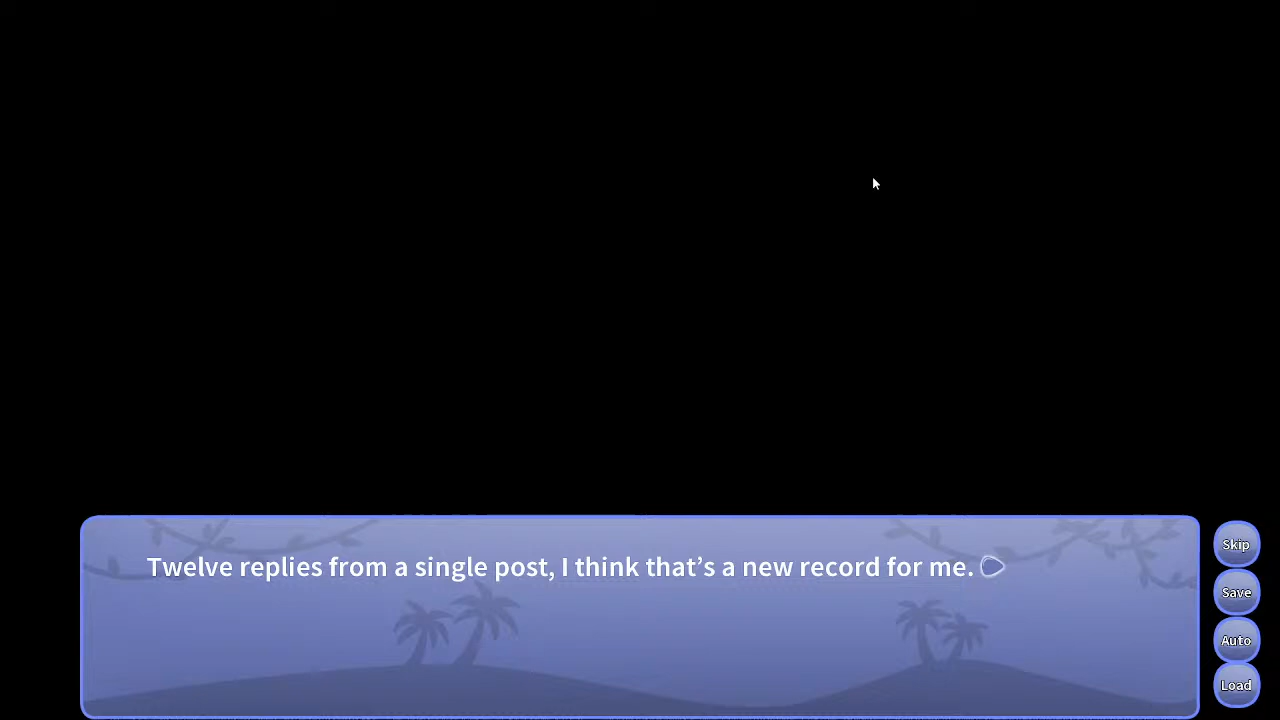 Twelve replies from a single post, I think that’s a new record for me.
Skip
Save
Auto
Load